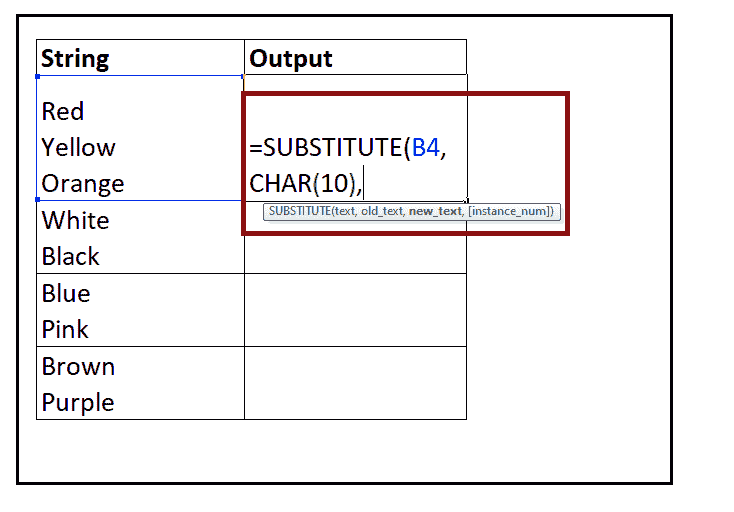 String Output
Red
Yellow =SUBSTITUTE(B4,
Orange CHAR(10),
SUBSTITUTE(text, old_text, new_text, [instance_num])
White
Black
Blue
Pink
Brown
Purple